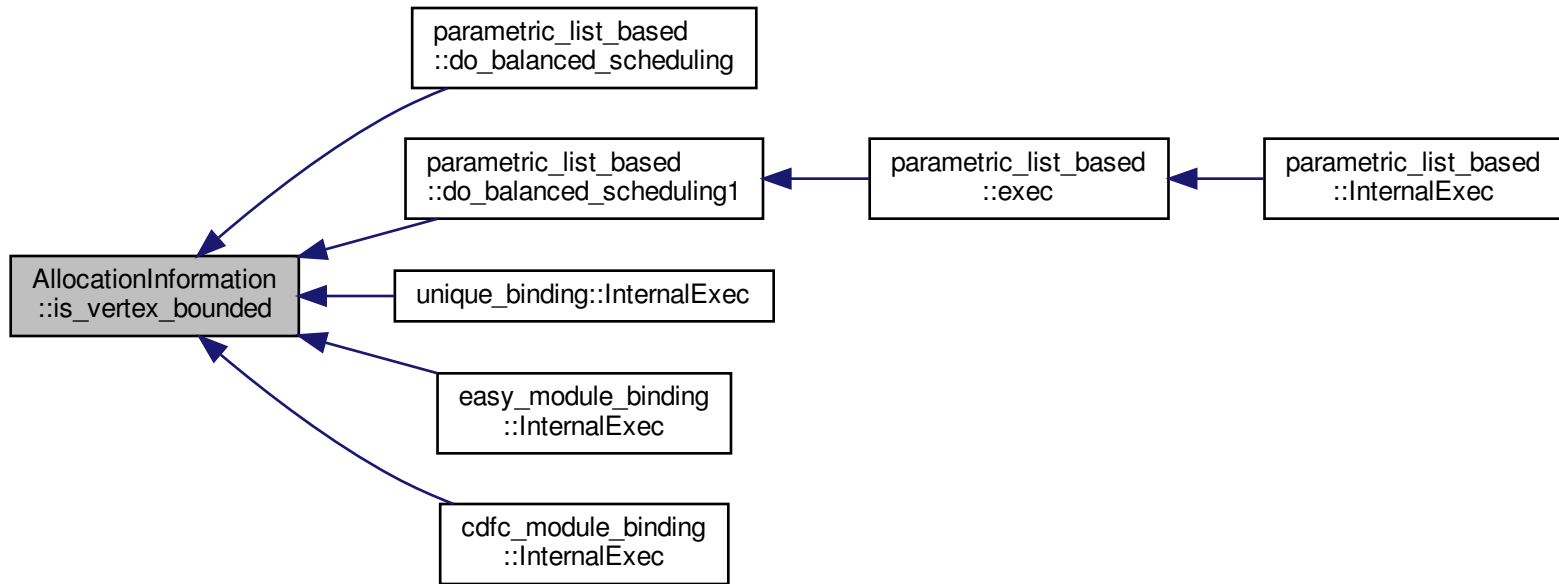 parametric_list_based
::do_balanced_scheduling
parametric_list_based
::do_balanced_scheduling1
parametric_list_based
::exec
parametric_list_based
::InternalExec
AllocationInformation
::is_vertex_bounded
unique_binding::InternalExec
easy_module_binding
::InternalExec
cdfc_module_binding
::InternalExec